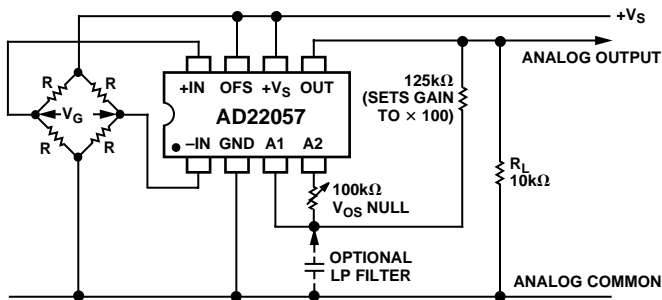 +VS
ANALOG OUTPUT
+IN OFS +VS OUT
AD22057
–IN GND A1 A2
R R
VG
R R
125kΩ
(SETS GAIN
TO × 100)
RL
10kΩ
100kΩ
VOS NULL
OPTIONAL
LP FILTER
ANALOG COMMON